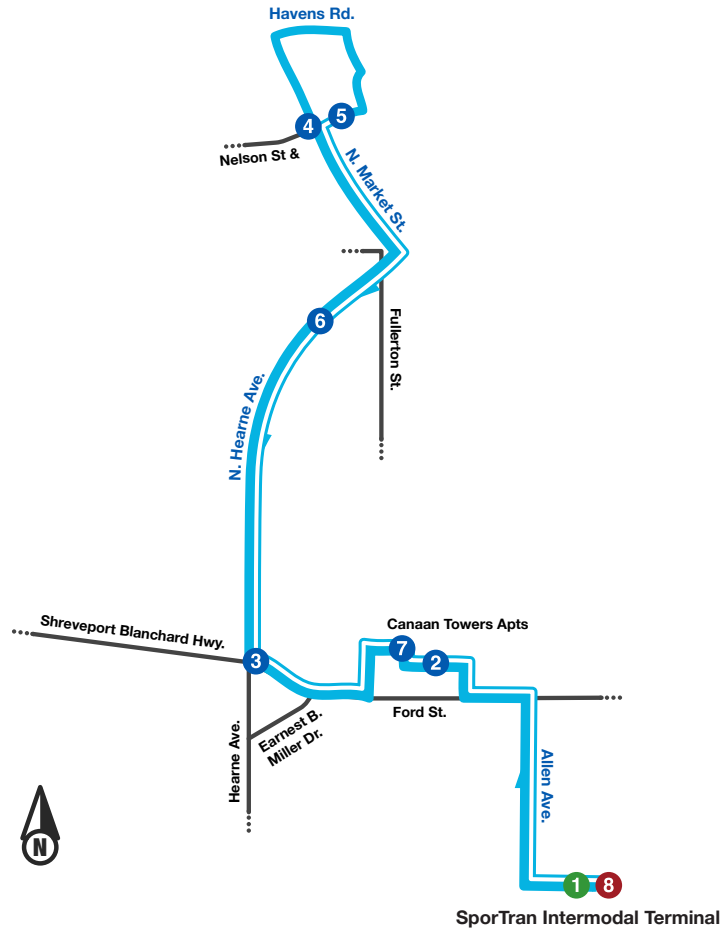 Havens Rd.
5
4
Nelson St &
N. Market St.
6
Fullerton St.
N. Hearne Ave.
Shreveport Blanchard Hwy.
3
Canaan Towers Apts
7
2
Ford St.
Earnest B.
Miller Dr.
Hearne Ave.
Allen Ave.
N
1
8
SporTran Intermodal Terminal